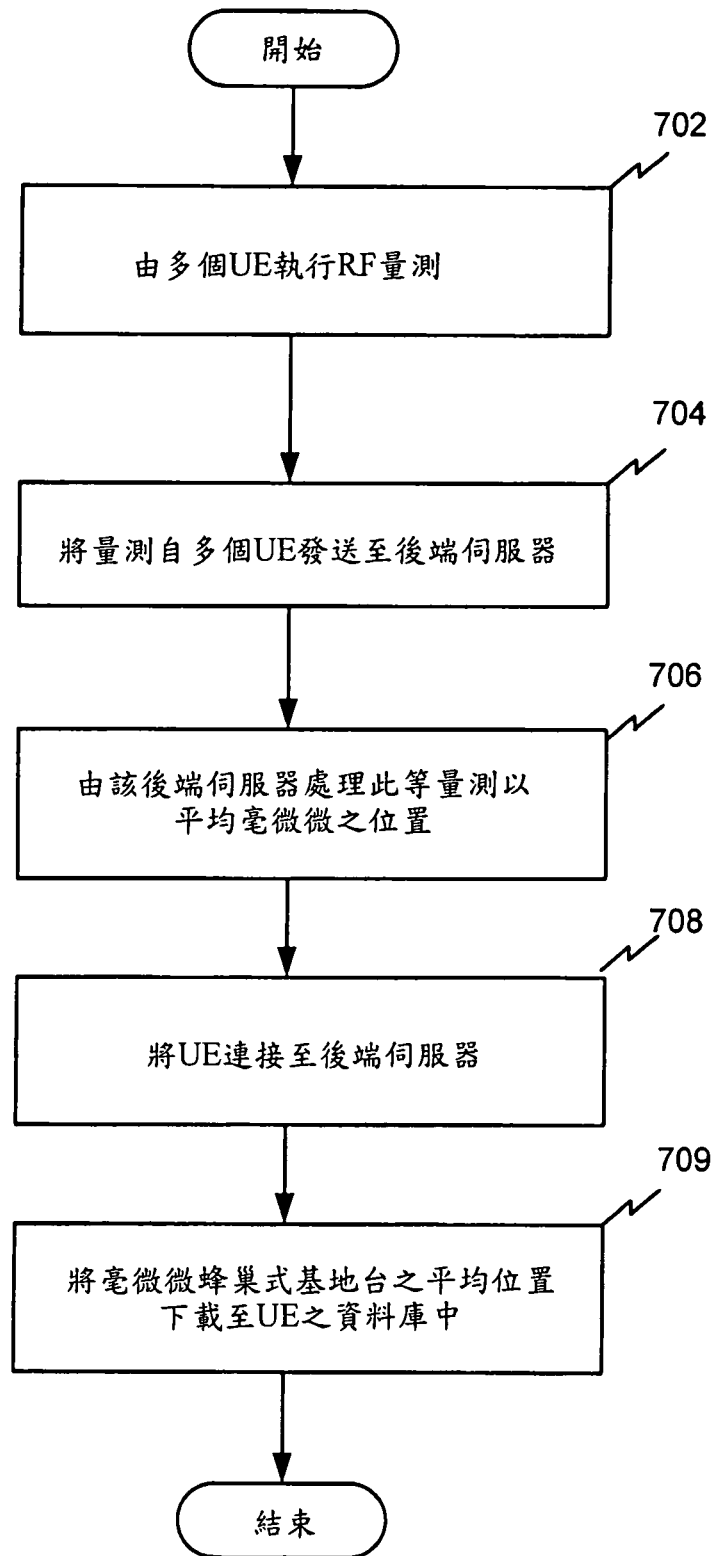 開始
702
由多個UE執行RF量測
704
將量測自多個UE發送至後端伺服器
706
由該後端伺服器處理此等量測以
平均毫微微之位置
708
將UE連接至後端伺服器
709
將毫微微蜂巢式基地台之平均位置
下載至UE之資料庫中
結束